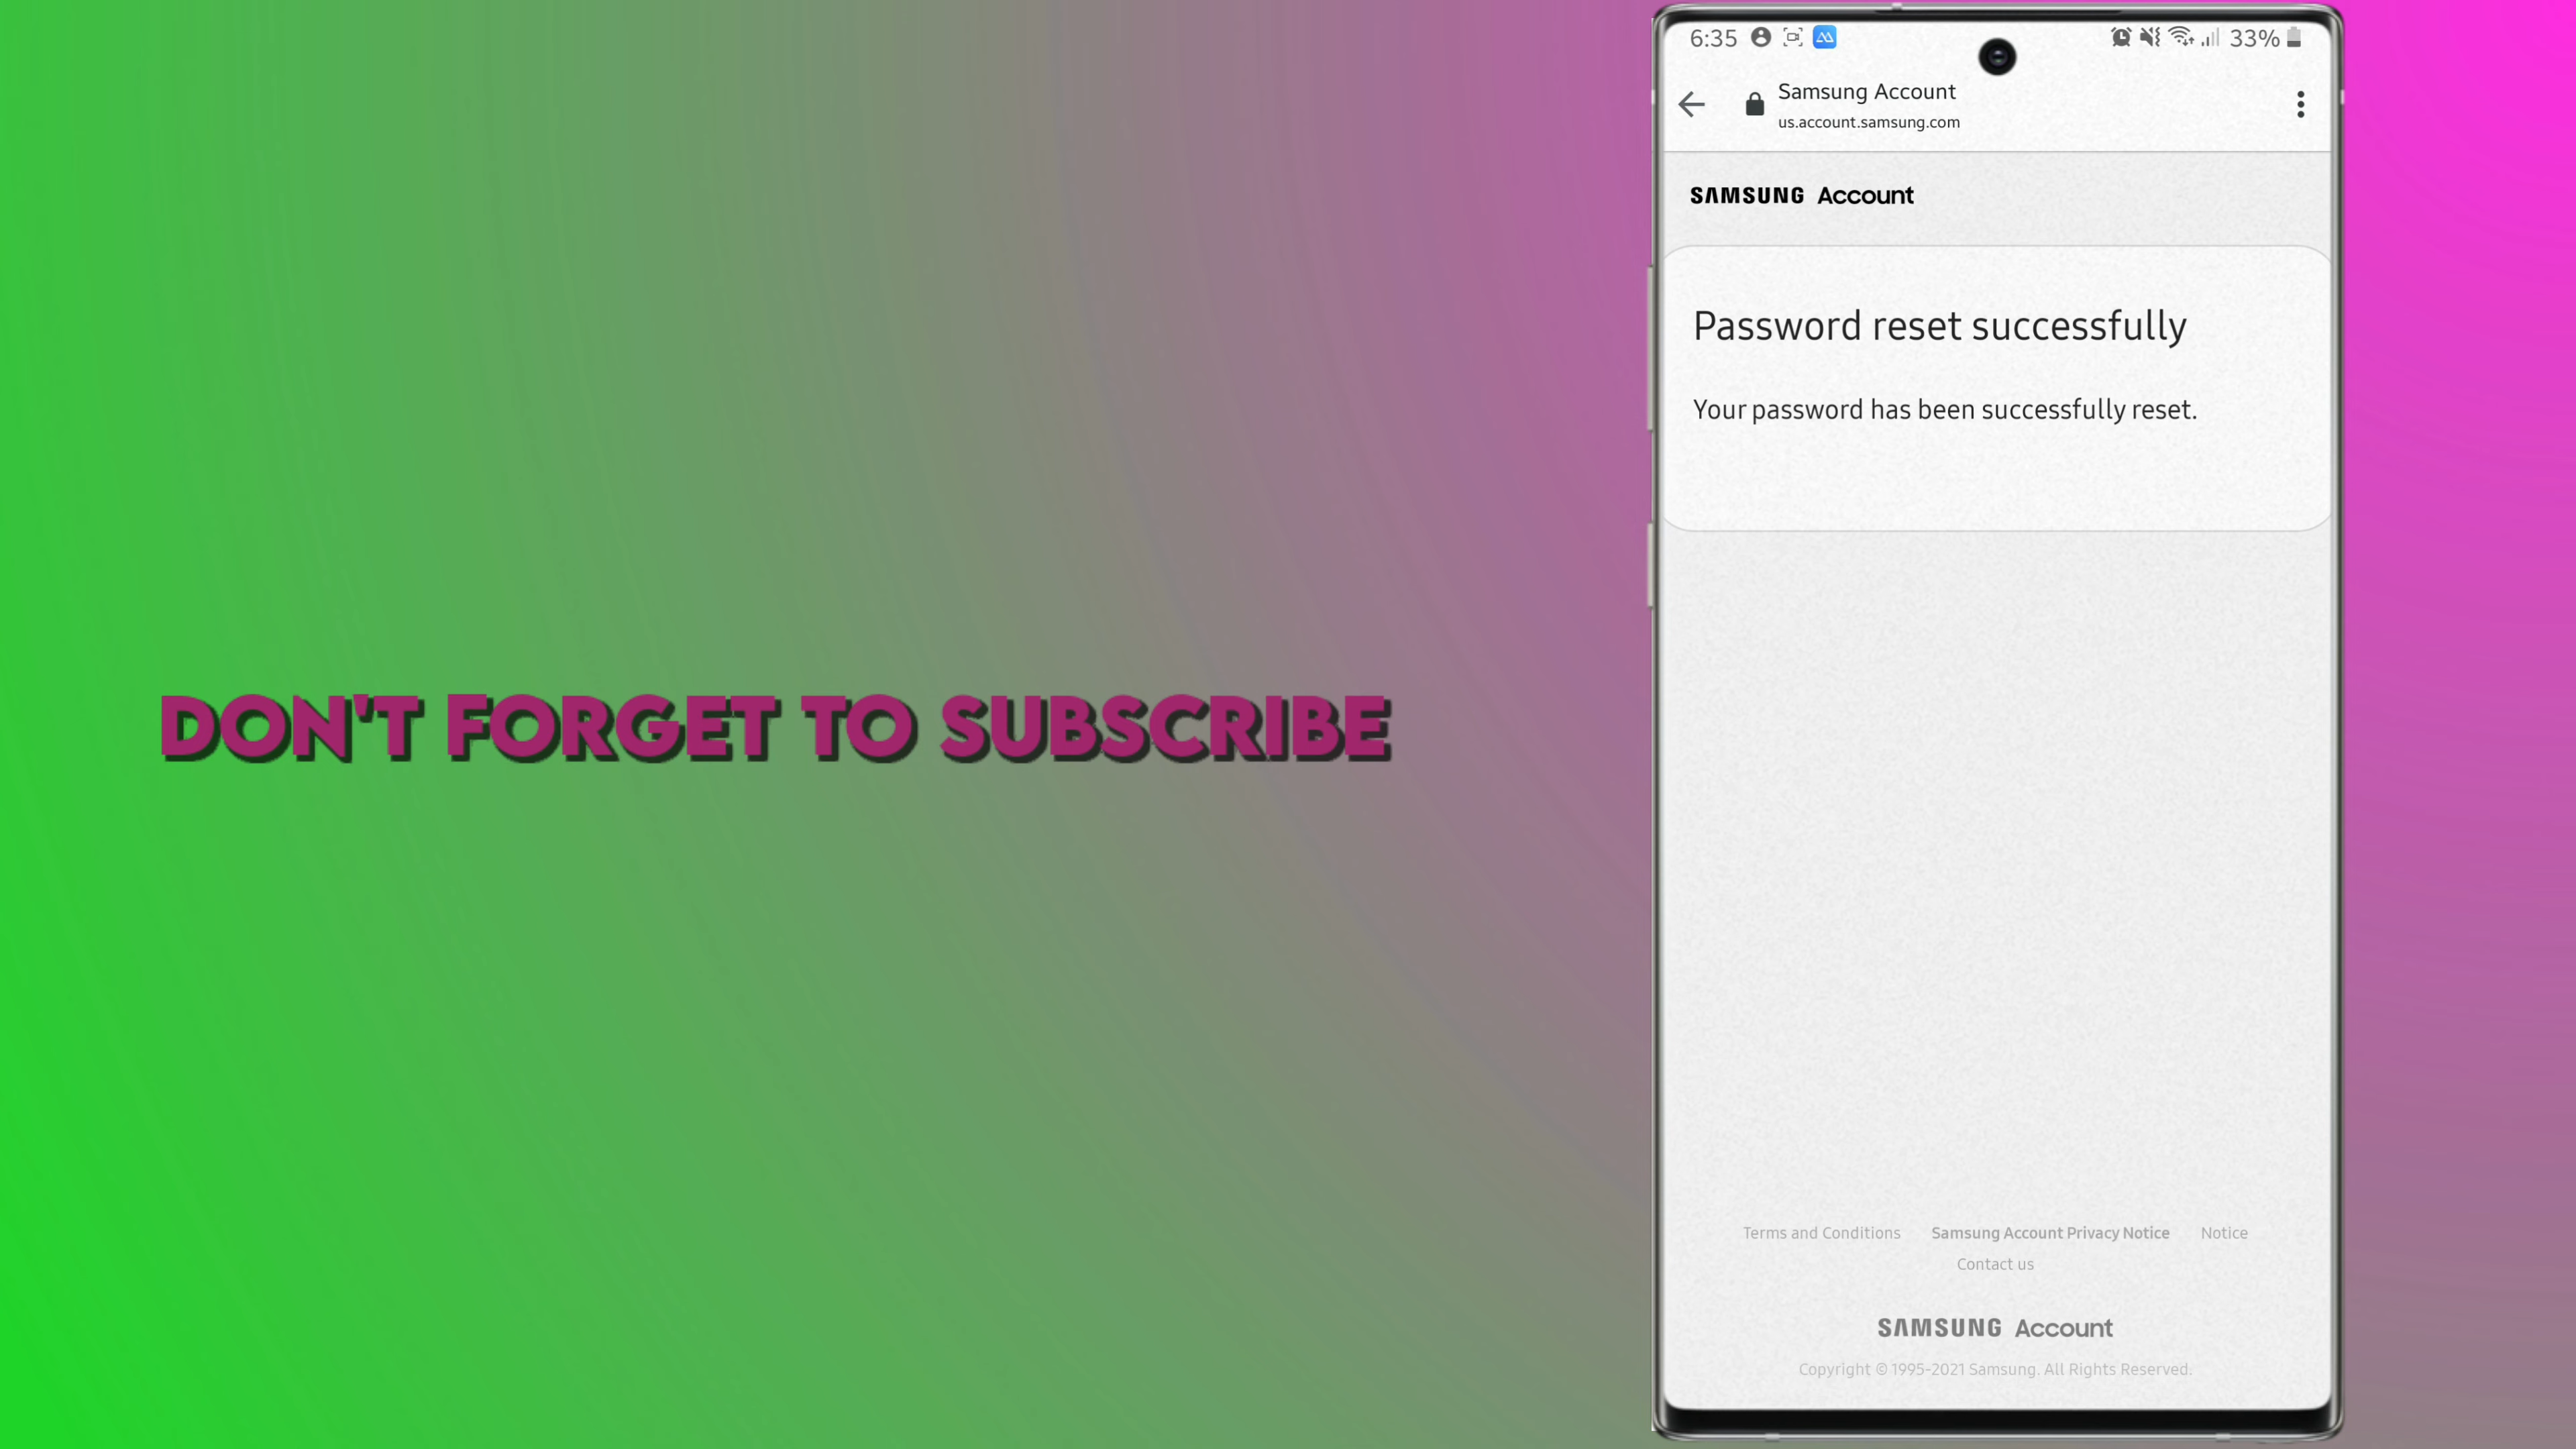 DON'T FORGET TO SUBSCRIBE
6:35 33%
Samsung Account
us.account.samsung.com
SAMSUNG Account
Password reset successfully
Your password has been successfully reset.
Terms and Conditions Samsung Account Privacy Notice Notice
Contact us
SAMSUNG Account
Copyright © 1995-2021 Samsung. All Rights Reserved.